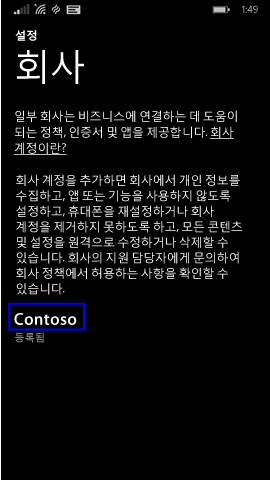 1:49
설정
회사
일부 회사는 비즈니스에 연결하는 데 도움이
되는 정책, 인증서 및 앱을 제공합니다. 회사
계정이란?
회사 계정을 추가하면 회사에서 개인 정보를
수집하고, 앱 또는 기능을 사용하지 않도록
설정하고, 휴대폰을 재설정하거나 회사
계정을 제거하지 못하도록 하고, 모든 콘텐츠
및 설정을 원격으로 수정하거나 삭제할 수
있습니다. 회사의 지원 담당자에게 문의하여
회사 정책에서 허용하는 사항을 확인할 수
있습니다.
Contoso
등록됨